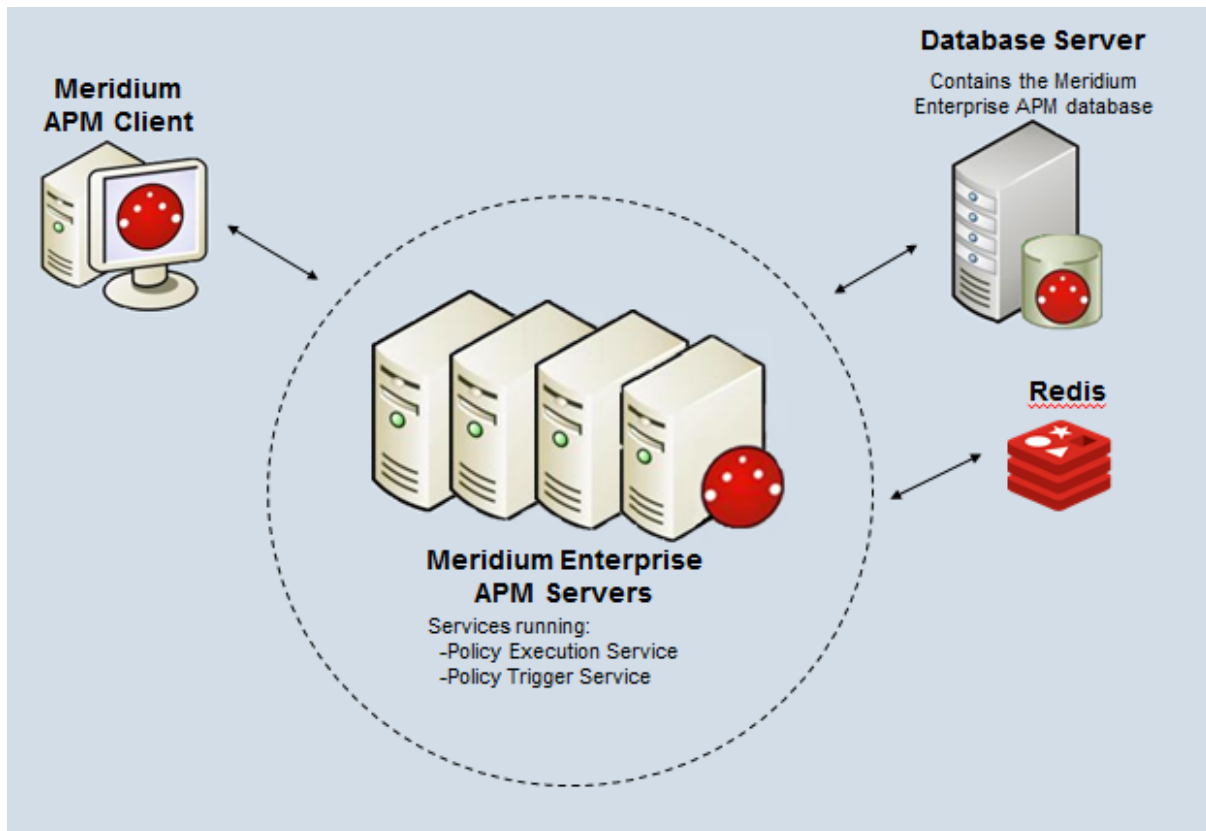 Meridium
APM Client
Database Server
Contains the Meridium
Enterprise APM database
Redis
Meridium Enterprise
APM Servers
Services running:
-Policy Execution Service
-Policy Trigger Service